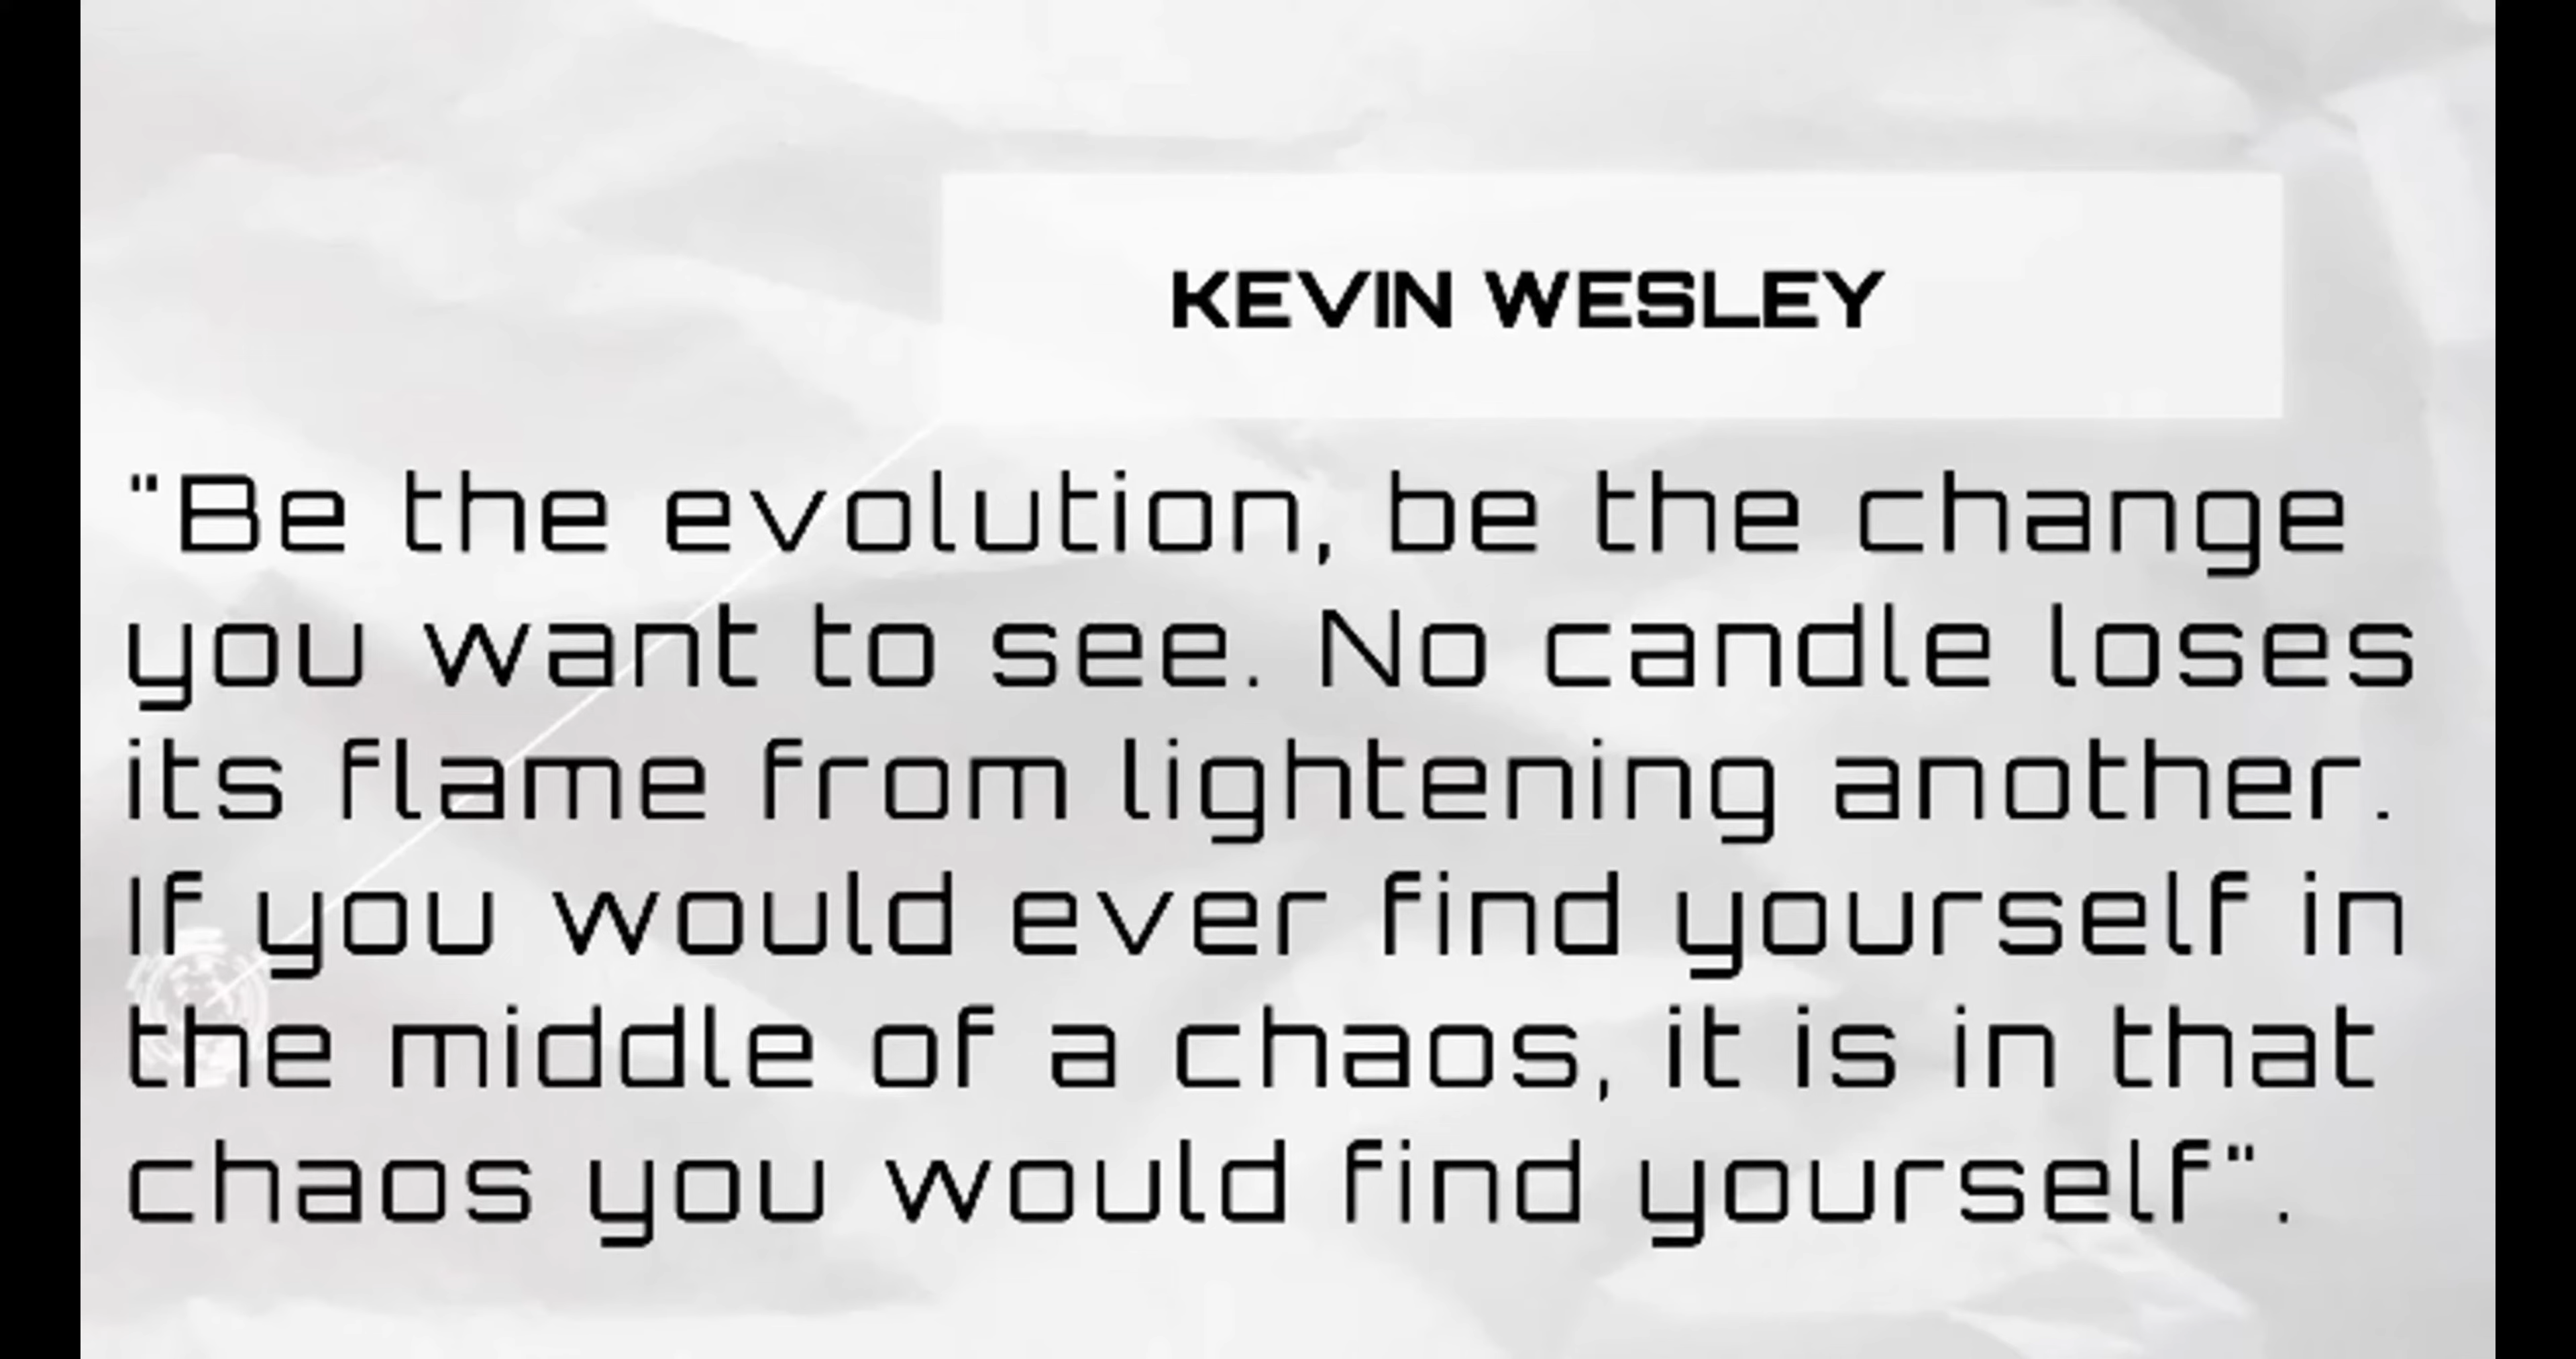 KEVIN WESLEY
"Be the evolution, be the change
you want to see. No candle loses
its flame from lightening another.
If you would ever find yourself in
the middle of a chaos, it is in that
chaos you would find yourself".